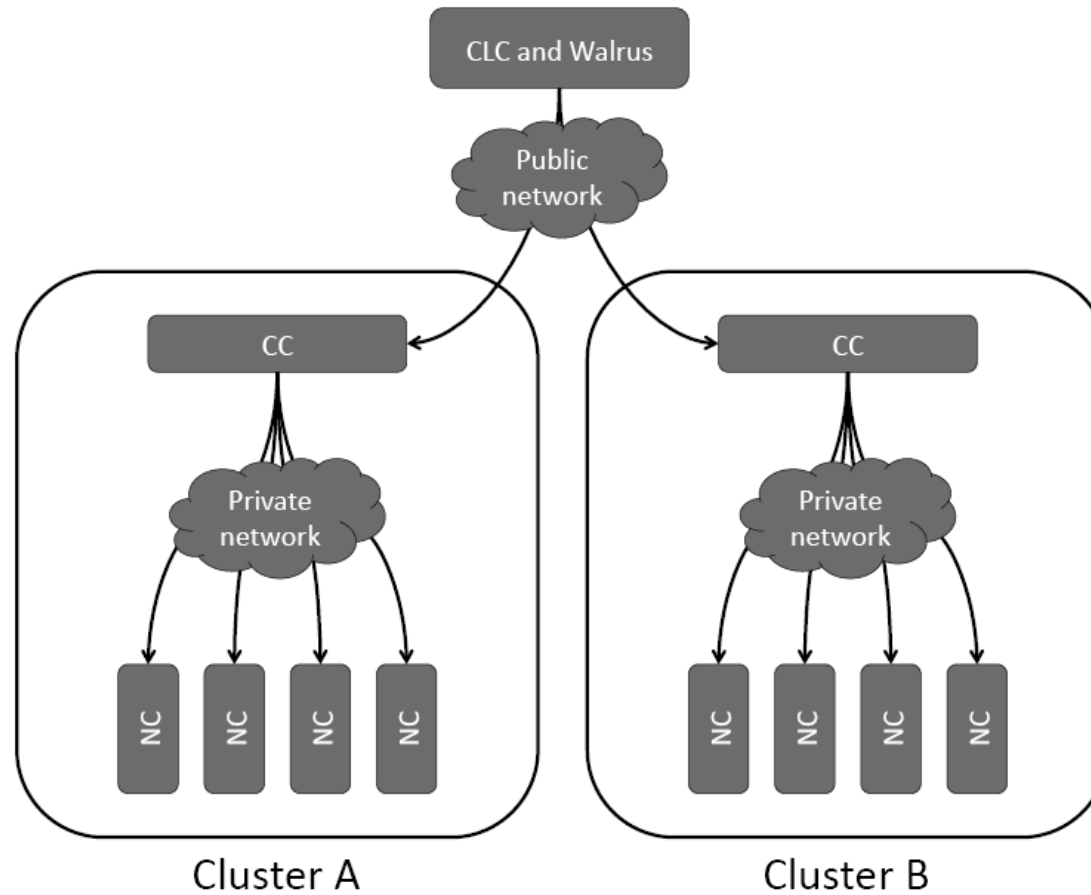 CLC and Walrus
Public
network
CC
CC
Private
network
Private
network
NC
NC
NC
NC
NC
NC
NC
NC
Cluster A
Cluster B